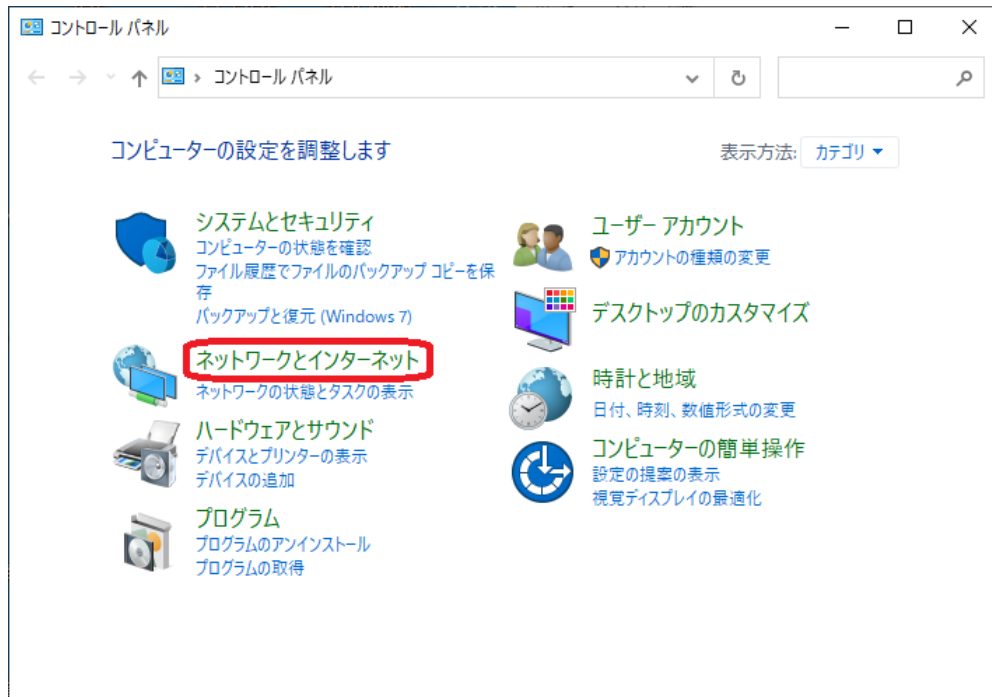 コントロール パネル
コントロール パネル
コンピューターの設定を調整します
表示方法: カテゴリ
システムとセキュリティ
コンピューターの状態を確認
ファイル履歴でファイルのバックアップ コピーを保
存
バックアップと復元 (Windows 7)
ネットワークとインターネット
ネットワークの状態とタスクの表示
ハードウェアとサウンド
デバイスとプリンターの表示
デバイスの追加
プログラム
プログラムのアンインストール
プログラムの取得
ユーザー アカウント
アカウントの種類の変更
デスクトップのカスタマイズ
時計と地域
日付、時刻、数値形式の変更
コンピューターの簡単操作
設定の提案の表示
視覚ディスプレイの最適化